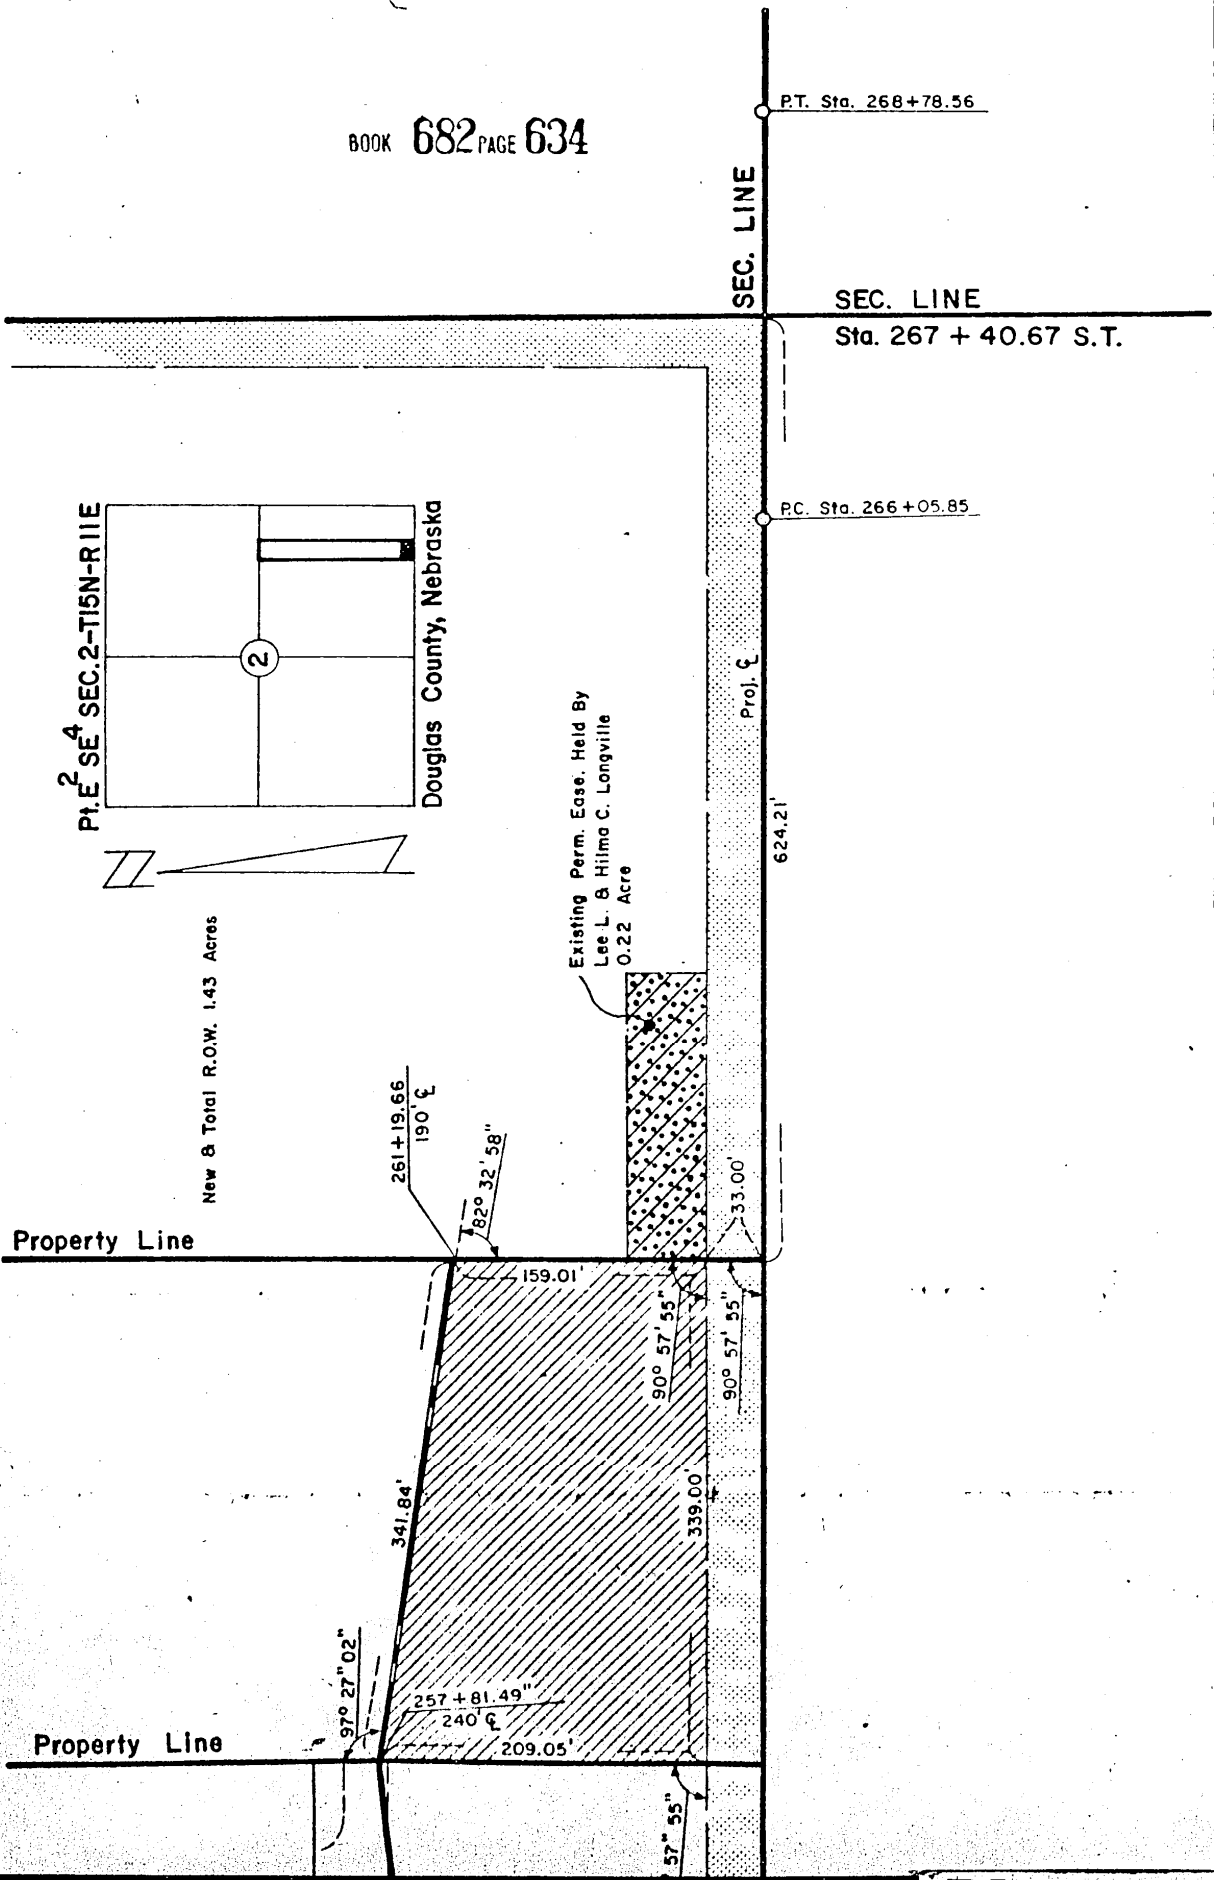 BOOK 682 PAGE 634
P.T. Sta. 268+78.56
SEC. LINE
SEC. LINE
Sta. 267 + 40.67 S.T.
P.C. Sta. 266+05.85
Pt. E² SE⁴ SEC. 2-T15N-R11E
2
Douglas County, Nebraska
N
New & Total R.O.W. 1.43 Acres
Existing Perm. Ease. Held By
Lee L. & Hilma C. Longville
0.22 Acre
Proj. ℄
624.21'
261+19.66
190' ℄
82° 32' 58"
33.00'
Property Line
159.01'
90° 57' 55"
90° 57' 55"
341.84'
339.00'
97° 27" 02"
257+81.49"
240' ℄
209.05'
Property Line
57" 55"